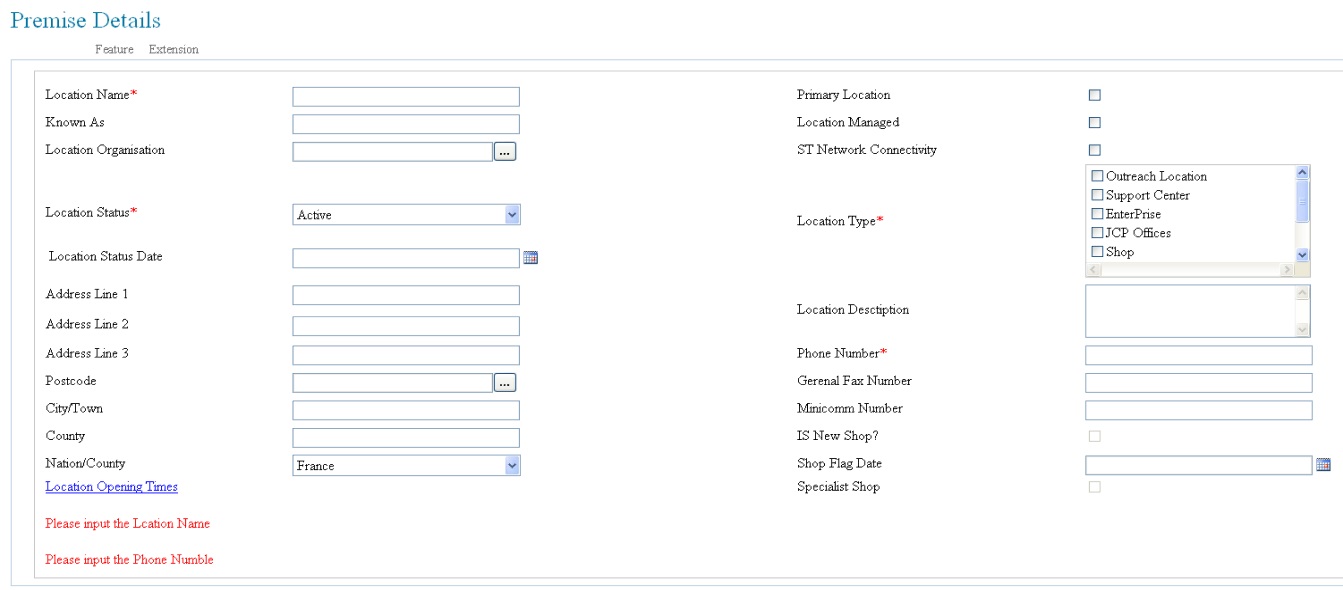 Premise Details
Feature Extension
Location Name*
Known As
Location Organisation
...
Location Status*
Active
Location Status Date
Address Line 1
Address Line 2
Address Line 3
Postcode
...
City/Town
County
Nation/County
France
Location Opening Times
Please input the Lcation Name
Please input the Phone Numble
Primary Location
Location Managed
ST Network Connectivity
Location Type*
Outreach Location
Support Center
EnterPrise
JCP Offices
Shop
Location Desctiption
Phone Number*
Gerenal Fax Number
Minicomm Number
IS New Shop?
Shop Flag Date
Specialist Shop